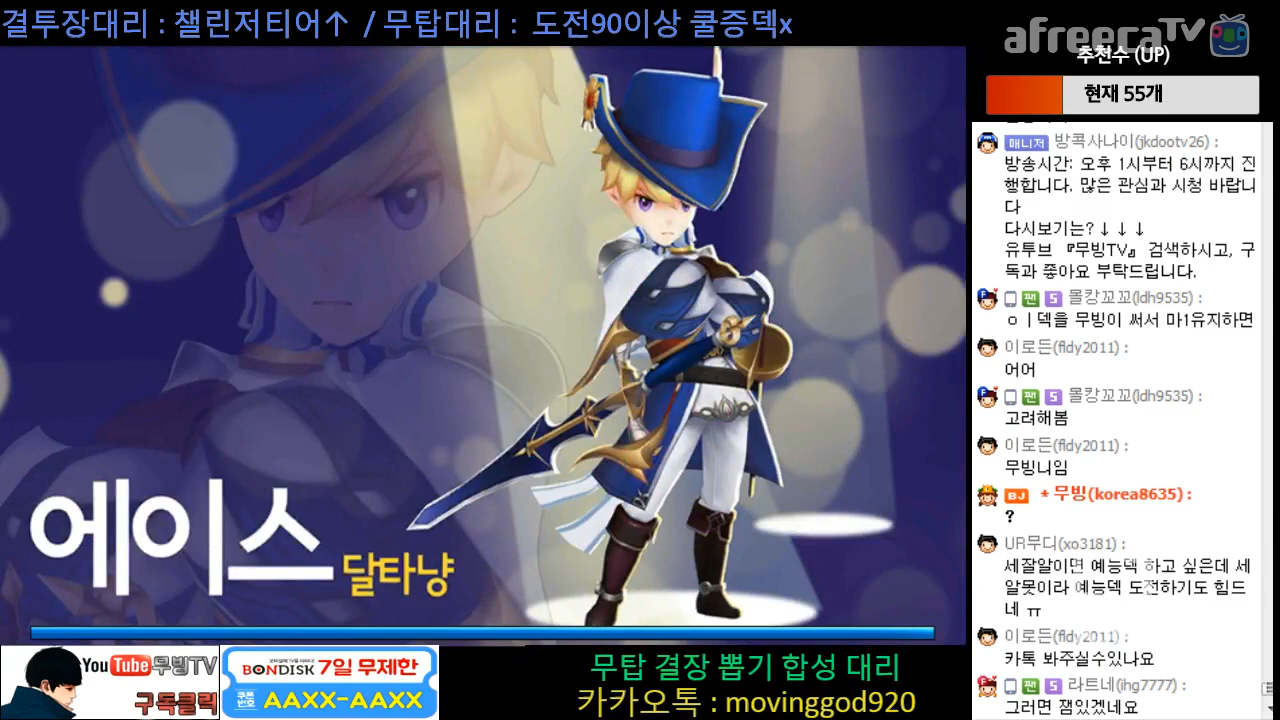 결투장대리 : 챌린저티어↑ / 무탑대리 : 도전90이상 쿨증덱x
afreecaTV
추천수 (UP)
현재 55개
매니저 방콕사나이(jkdootv26) :
방송시간: 오후 1시부터 6시까지 진
행합니다. 많은 관심과 시청 바랍니
다
다시보기는?↓↓↓
유투브 『무빙TV』 검색하시고, 구
독과 좋아요 부탁드립니다.
팬 S 몰캉꼬꼬(ldh9535) :
ㅇㅣ덱을 무빙이 써서 마1유지하면
이로든(fldy2011) :
어어
팬 S 몰캉꼬꼬(ldh9535) :
고려해봄
이로든(fldy2011) :
무빙니임
BJ * 무빙(korea8635) :
?
UR무디(xo3181) :
세잘알이면 예능덱 하고 싶은데 세
알못이라 예능덱 도전하기도 힘드
네 ㅠ
이로든(fldy2011) :
카톡 봐주실수있나요
팬 S 라트네(ihg7777) :
그러면 잼있겠네요
에이스
달타냥
YouTube 무빙TV
구독클릭
BONDISK 7일 무제한
쿠폰
번호 AAXX-AAXX
무탑 결장 뽑기 합성 대리
카카오톡 : movinggod920